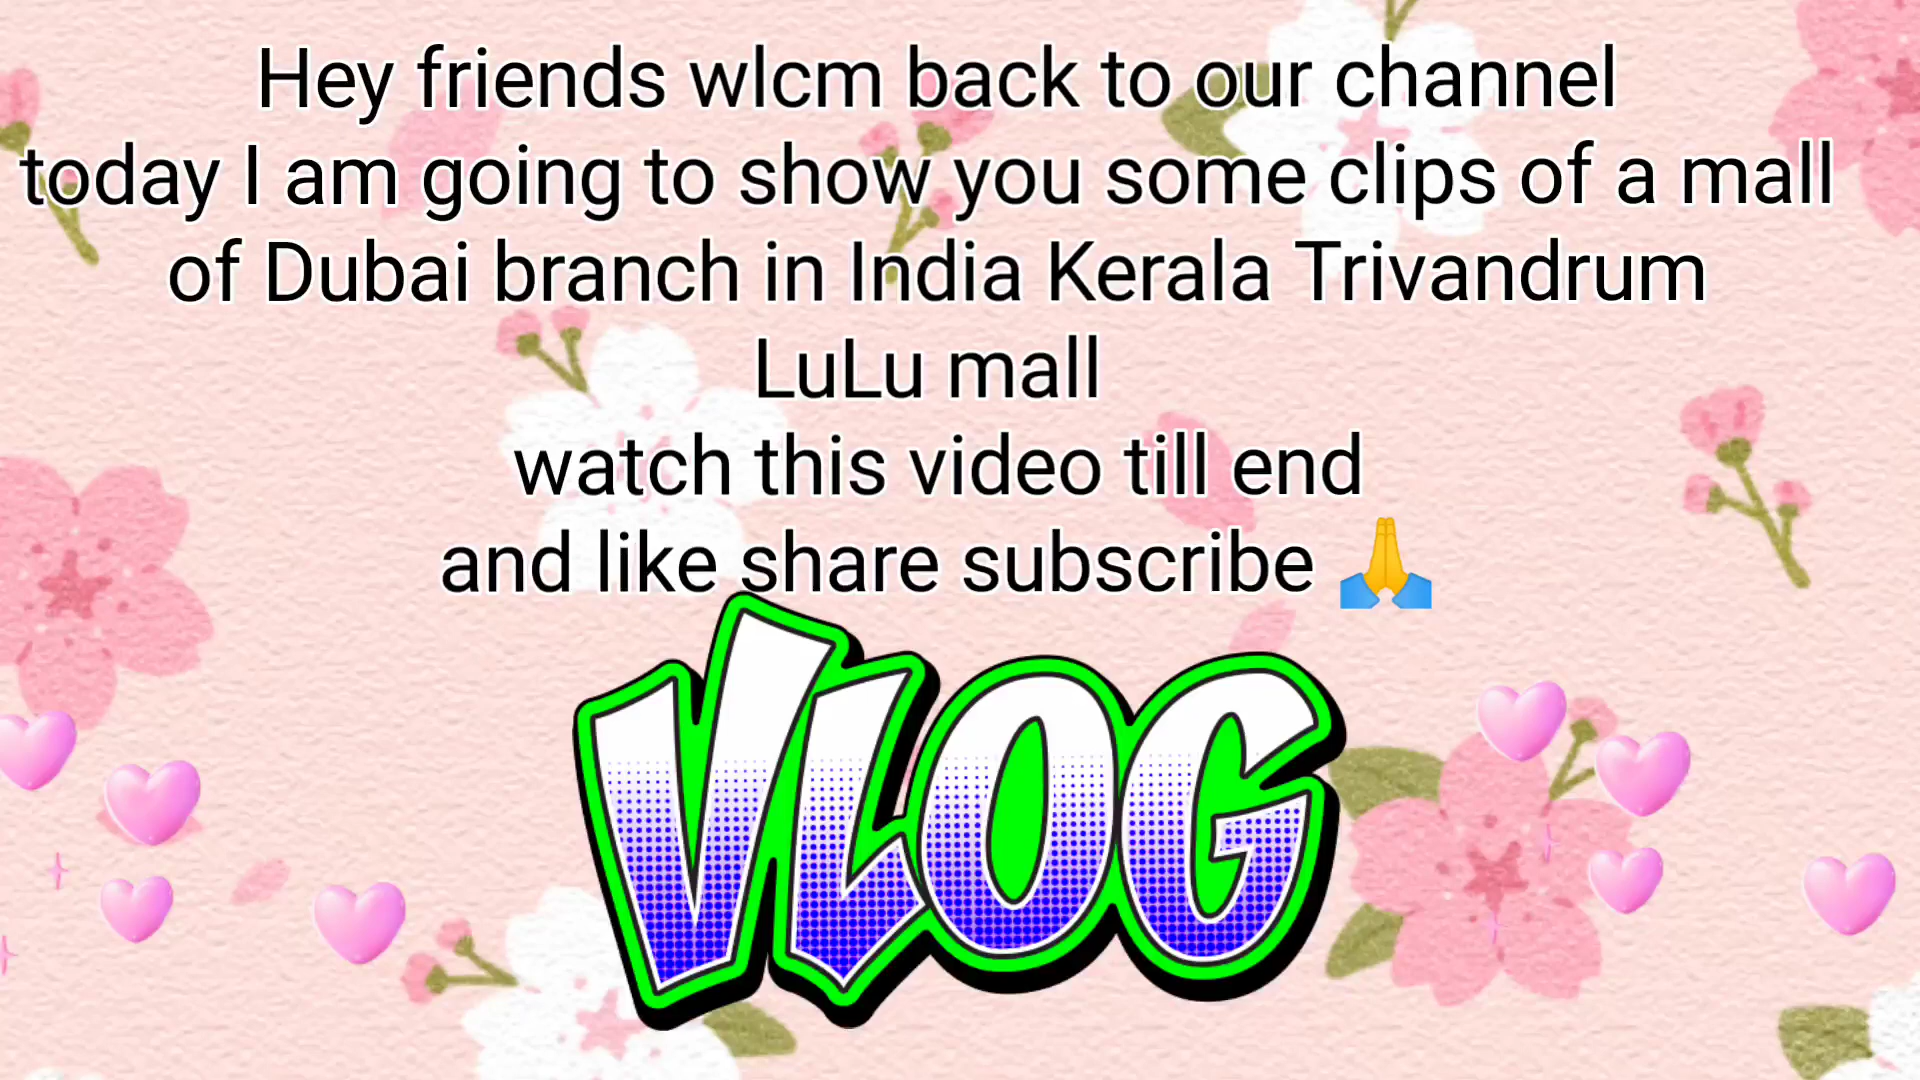 Hey friends wlcm back to our channel
today I am going to show you some clips of a mall
of Dubai branch in India Kerala Trivandrum
LuLu mall
watch this video till end
and like share subscribe 🙏
VLOG